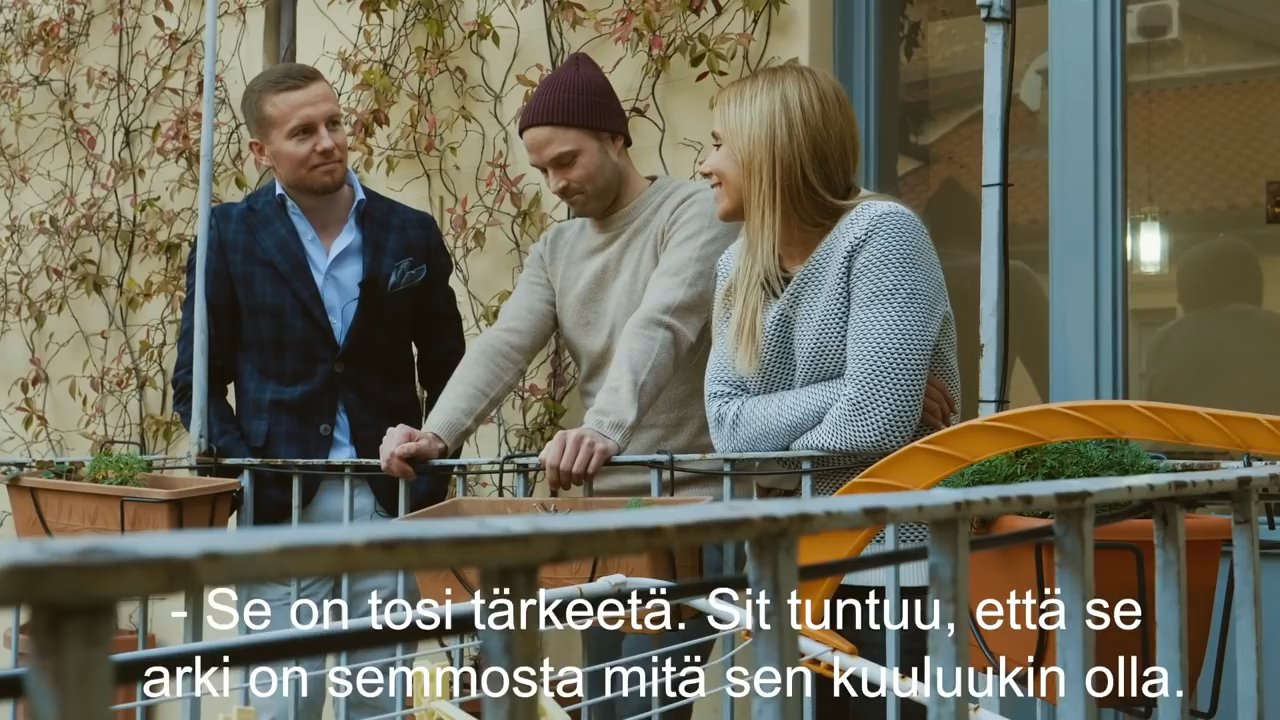 - Se on tosi tärkeetä. Sit tuntuu, että se
arki on semmosta mitä sen kuuluukin olla.